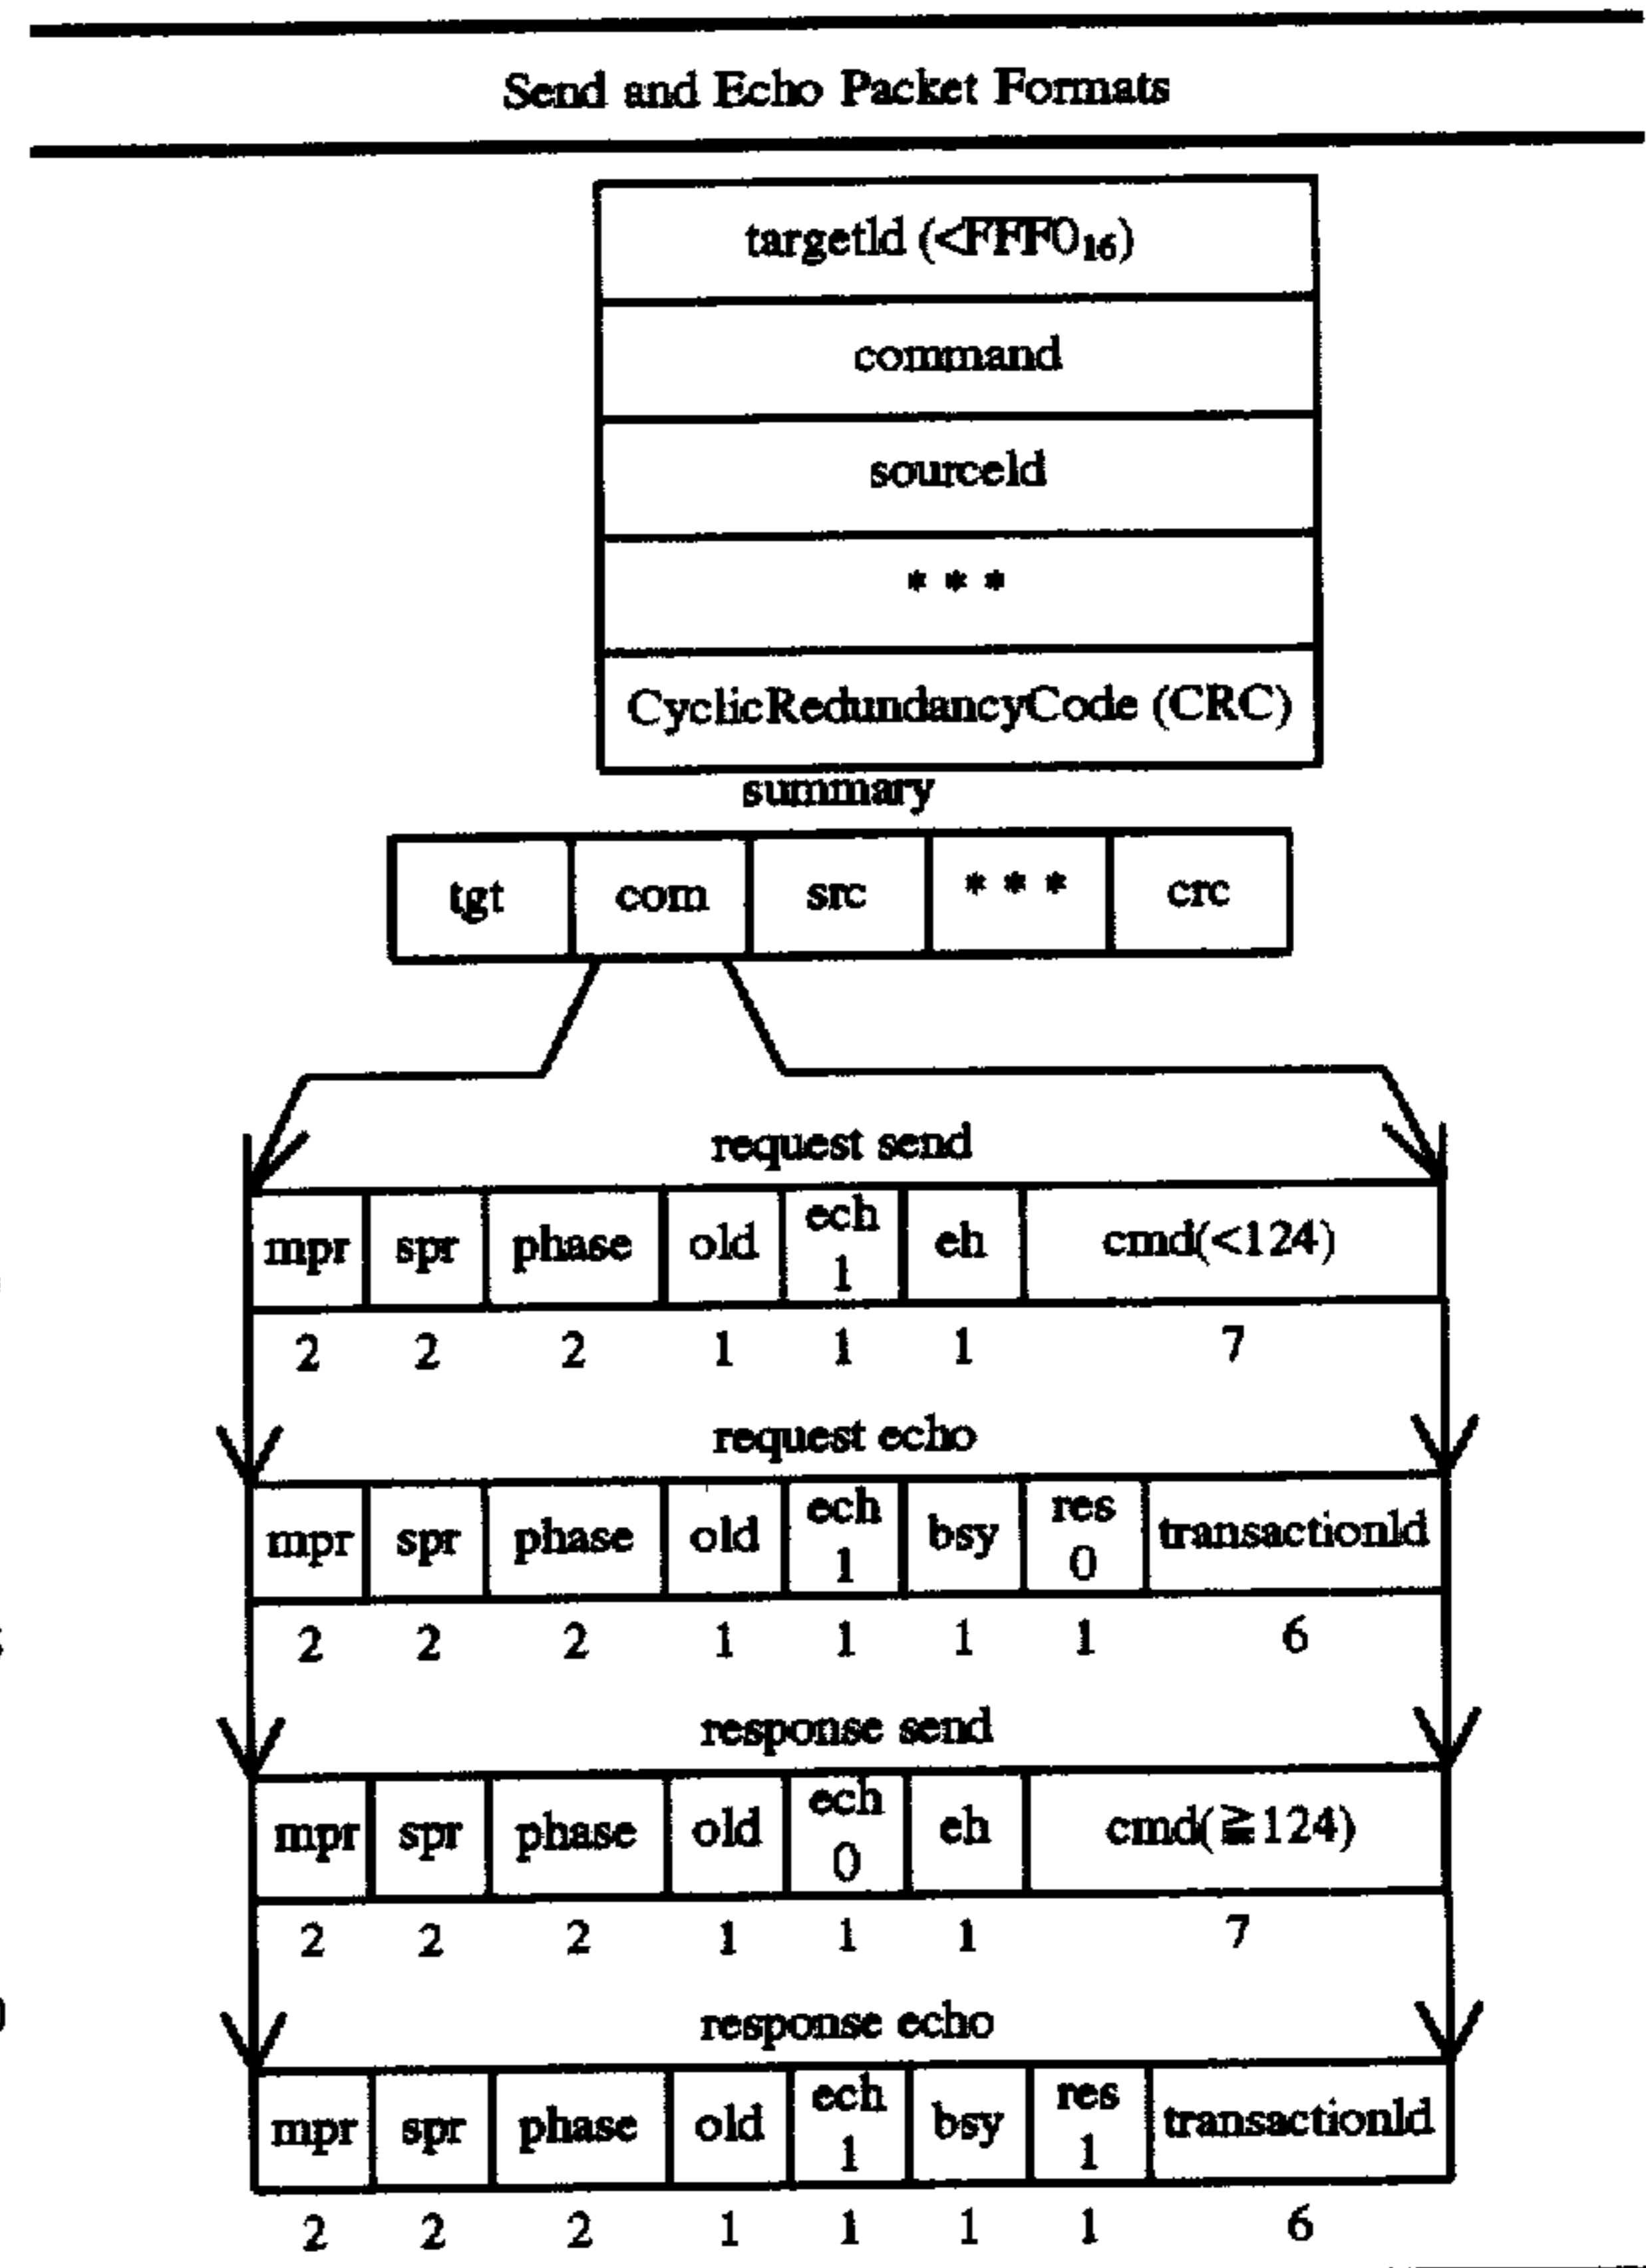 Send and Echo Packet Formats
targetId (<FFF0₁₆)
command
sourceId
* * *
CyclicRedundancyCode (CRC)
summary
tgt com src * * * crc
request send
mpr spr phase old ech 1 eh cmd(<124)
2 2 2 1 1 1 7
request echo
mpr spr phase old ech 1 bsy res 0 transactionId
2 2 2 1 1 1 1 6
response send
mpr spr phase old ech 0 eh cmd(≧124)
2 2 2 1 1 1 7
response echo
mpr spr phase old ech 1 bsy res 1 transactionId
2 2 2 1 1 1 1 6